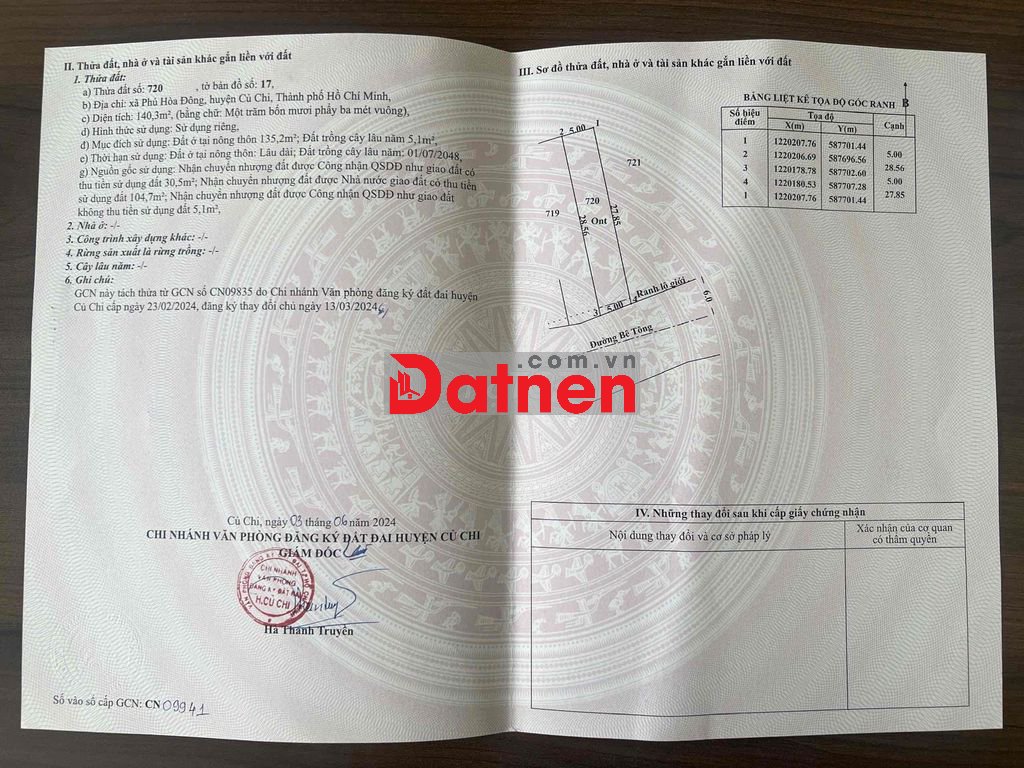 II. Thửa đất, nhà ở và tài sản khác gắn liền với đất
1. Thửa đất:
a) Thửa đất số: 720 , tờ bản đồ số: 17,
b) Địa chỉ: xã Phú Hòa Đông, huyện Củ Chi, Thành phố Hồ Chí Minh,
c) Diện tích: 140,3m², (bằng chữ: Một trăm bốn mươi phẩy ba mét vuông),
d) Hình thức sử dụng: Sử dụng riêng,
đ) Mục đích sử dụng: Đất ở tại nông thôn 135,2m²; Đất trồng cây lâu năm 5,1m²,
e) Thời hạn sử dụng: Đất ở tại nông thôn: Lâu dài; Đất trồng cây lâu năm: 01/07/2048,
g) Nguồn gốc sử dụng: Nhận chuyển nhượng đất được Công nhận QSDĐ như giao đất có
thu tiền sử dụng đất 30,5m²; Nhận chuyển nhượng đất được Nhà nước giao đất có thu tiền
sử dụng đất 104,7m²; Nhận chuyển nhượng đất được Công nhận QSDĐ như giao đất
không thu tiền sử dụng đất 5,1m²,
2. Nhà ở: -/-
3. Công trình xây dựng khác: -/-
4. Rừng sản xuất là rừng trồng: -/-
5. Cây lâu năm: -/-
6. Ghi chú:
GCN này tách thửa từ GCN số CN09835 do Chi nhánh Văn phòng đăng ký đất đai huyện
Củ Chi cấp ngày 23/02/2024, đăng ký thay đổi chủ ngày 13/03/2024
Củ Chi, ngày 03 tháng 06 năm 2024
CHI NHÁNH VĂN PHÒNG ĐĂNG KÝ ĐẤT ĐAI HUYỆN CỦ CHI
GIÁM ĐỐC
CHI NHÁNH
VĂN PHÒNG
ĐĂNG KÝ ĐẤT ĐAI
H.CỦ CHI
Hà Thanh Truyền
Số vào sổ cấp GCN: CN 09941
III. Sơ đồ thửa đất, nhà ở và tài sản khác gắn liền với đất
B
BẢNG LIỆT KÊ TỌA ĐỘ GÓC RANH
Số hiệu điểm Tọa độ Cạnh
X(m) Y(m)
1 1220207.76 587701.44
5.00
2 1220206.69 587696.56
28.56
3 1220178.78 587702.60
5.00
4 1220180.53 587707.28
27.85
1 1220207.76 587701.44
2 5.00 1
721
720
719
Ont
28.56
27.85
3 5.00 4
Ranh lộ giới
6.0
Đường Bê Tông
Datnen
.com.vn
IV. Những thay đổi sau khi cấp giấy chứng nhận
Nội dung thay đổi và cơ sở pháp lý
Xác nhận của cơ quan
có thẩm quyền